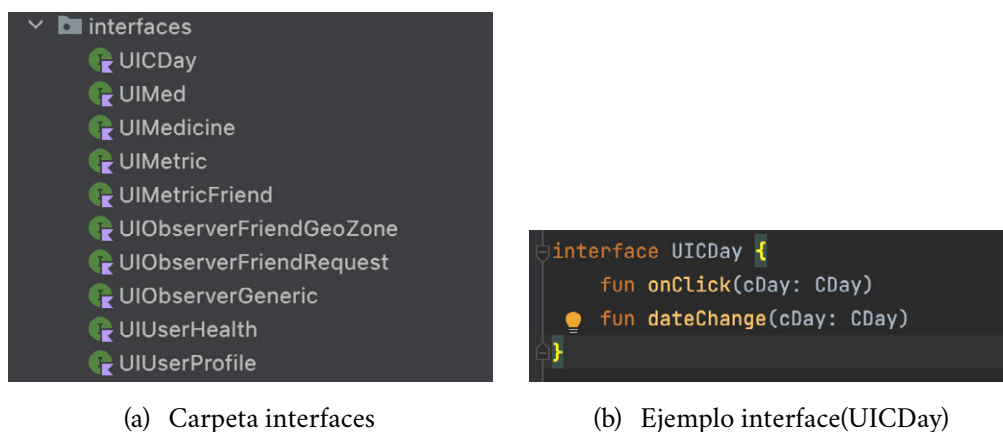 interfaces
UICDay
UIMed
UIMedicine
UIMetric
UIMetricFriend
UIObserverFriendGeoZone
UIObserverFriendRequest
UIObserverGeneric
UIUserHealth
UIUserProfile
(a) Carpeta interfaces
interface UICDay {
fun onClick(cDay: CDay)
fun dateChange(cDay: CDay)
}
(b) Ejemplo interface(UICDay)